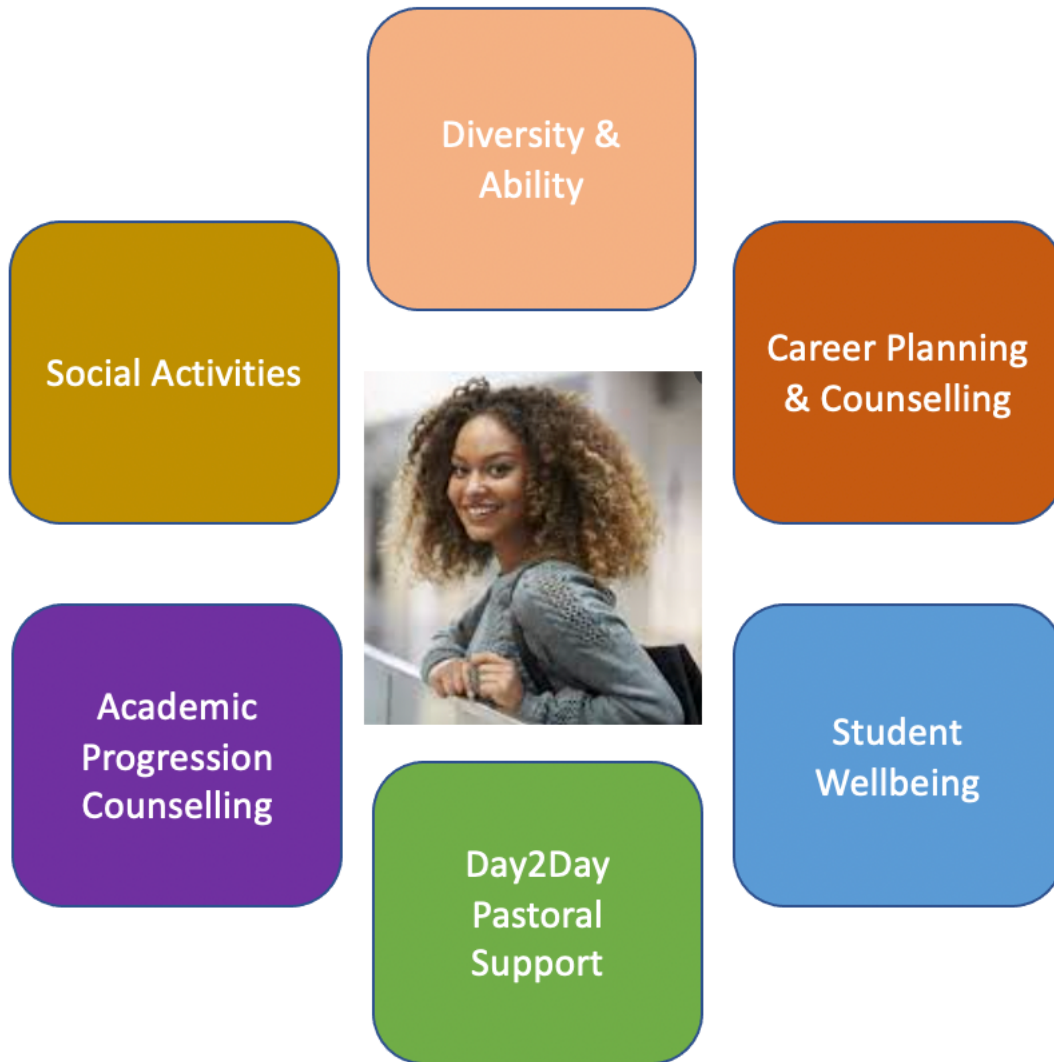 Diversity &
Ability
Social Activities
Career Planning
& Counselling
Academic
Progression
Counselling
Student
Wellbeing
Day2Day
Pastoral
Support